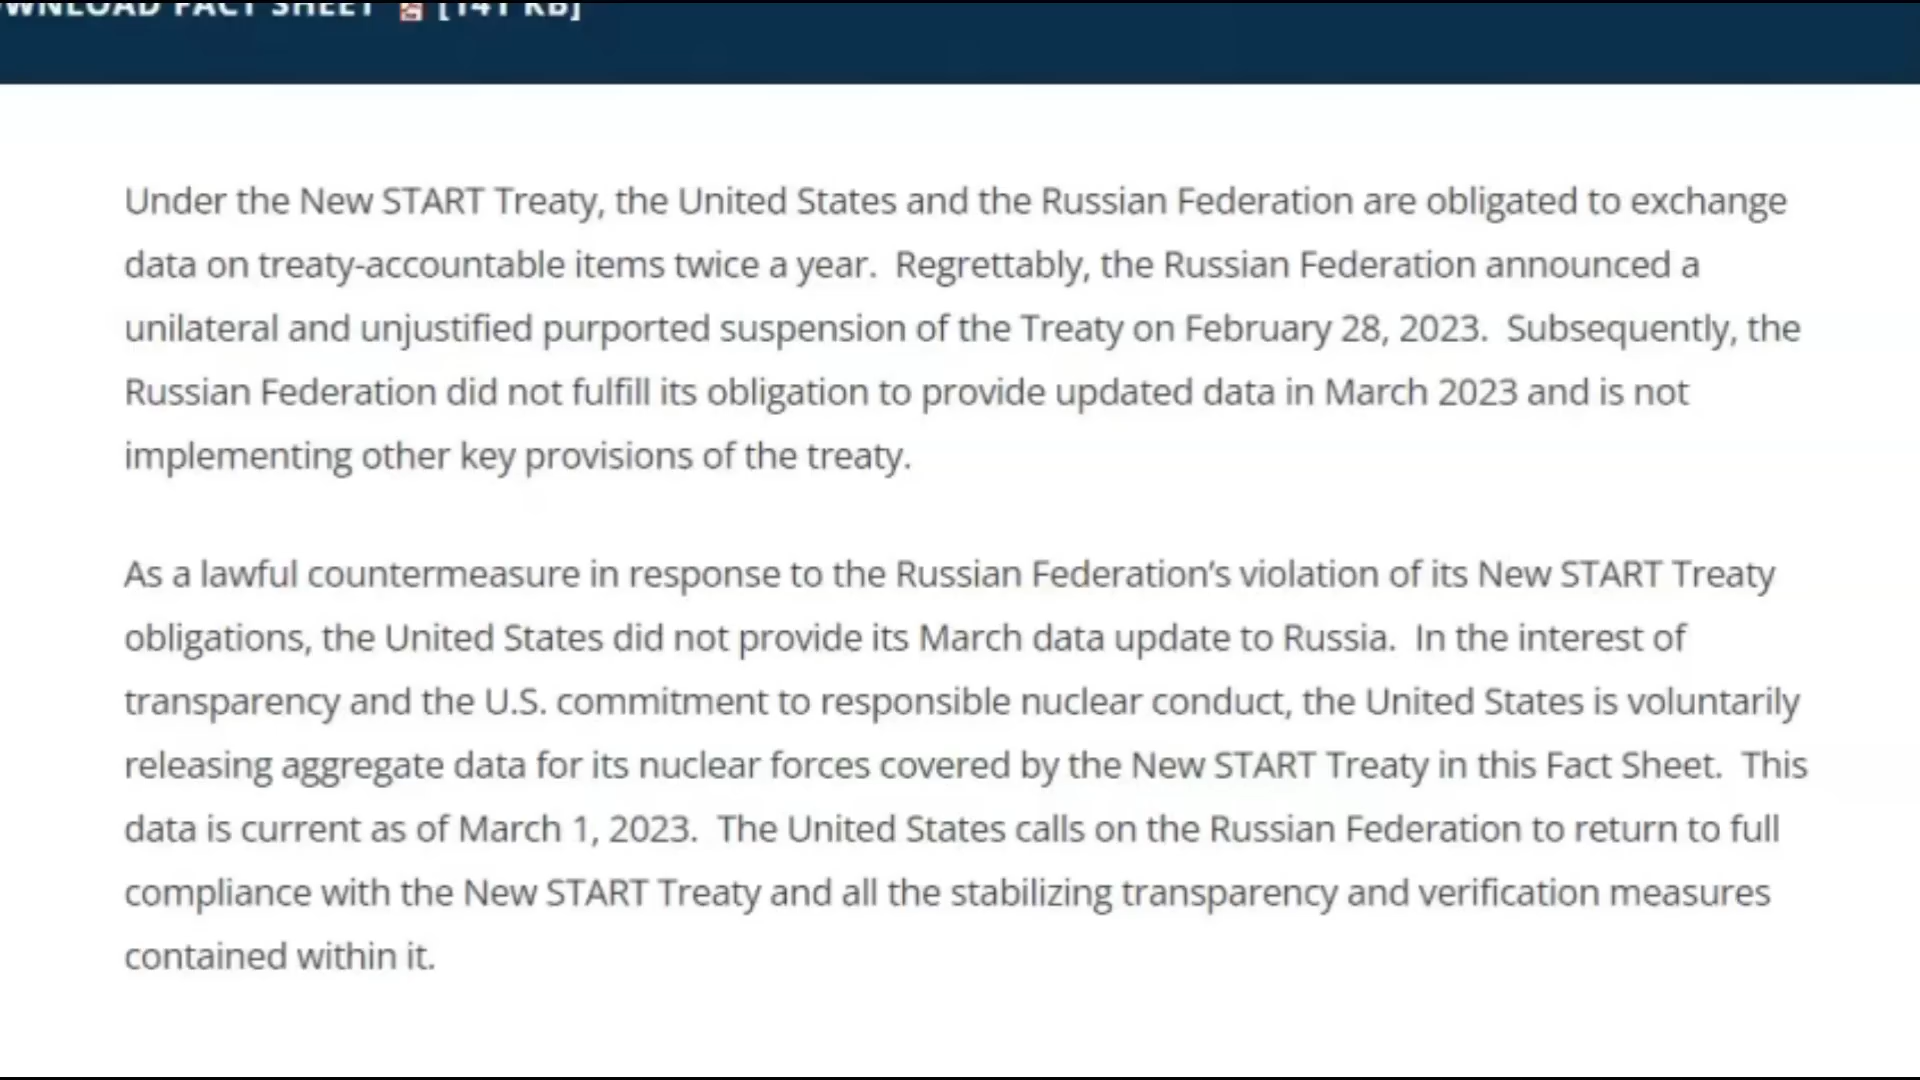 WNLOAD FACT SHEET [141 KB]
Under the New START Treaty, the United States and the Russian Federation are obligated to exchange
data on treaty-accountable items twice a year.  Regrettably, the Russian Federation announced a
unilateral and unjustified purported suspension of the Treaty on February 28, 2023.  Subsequently, the
Russian Federation did not fulfill its obligation to provide updated data in March 2023 and is not
implementing other key provisions of the treaty.
As a lawful countermeasure in response to the Russian Federation’s violation of its New START Treaty
obligations, the United States did not provide its March data update to Russia.  In the interest of
transparency and the U.S. commitment to responsible nuclear conduct, the United States is voluntarily
releasing aggregate data for its nuclear forces covered by the New START Treaty in this Fact Sheet.  This
data is current as of March 1, 2023.  The United States calls on the Russian Federation to return to full
compliance with the New START Treaty and all the stabilizing transparency and verification measures
contained within it.